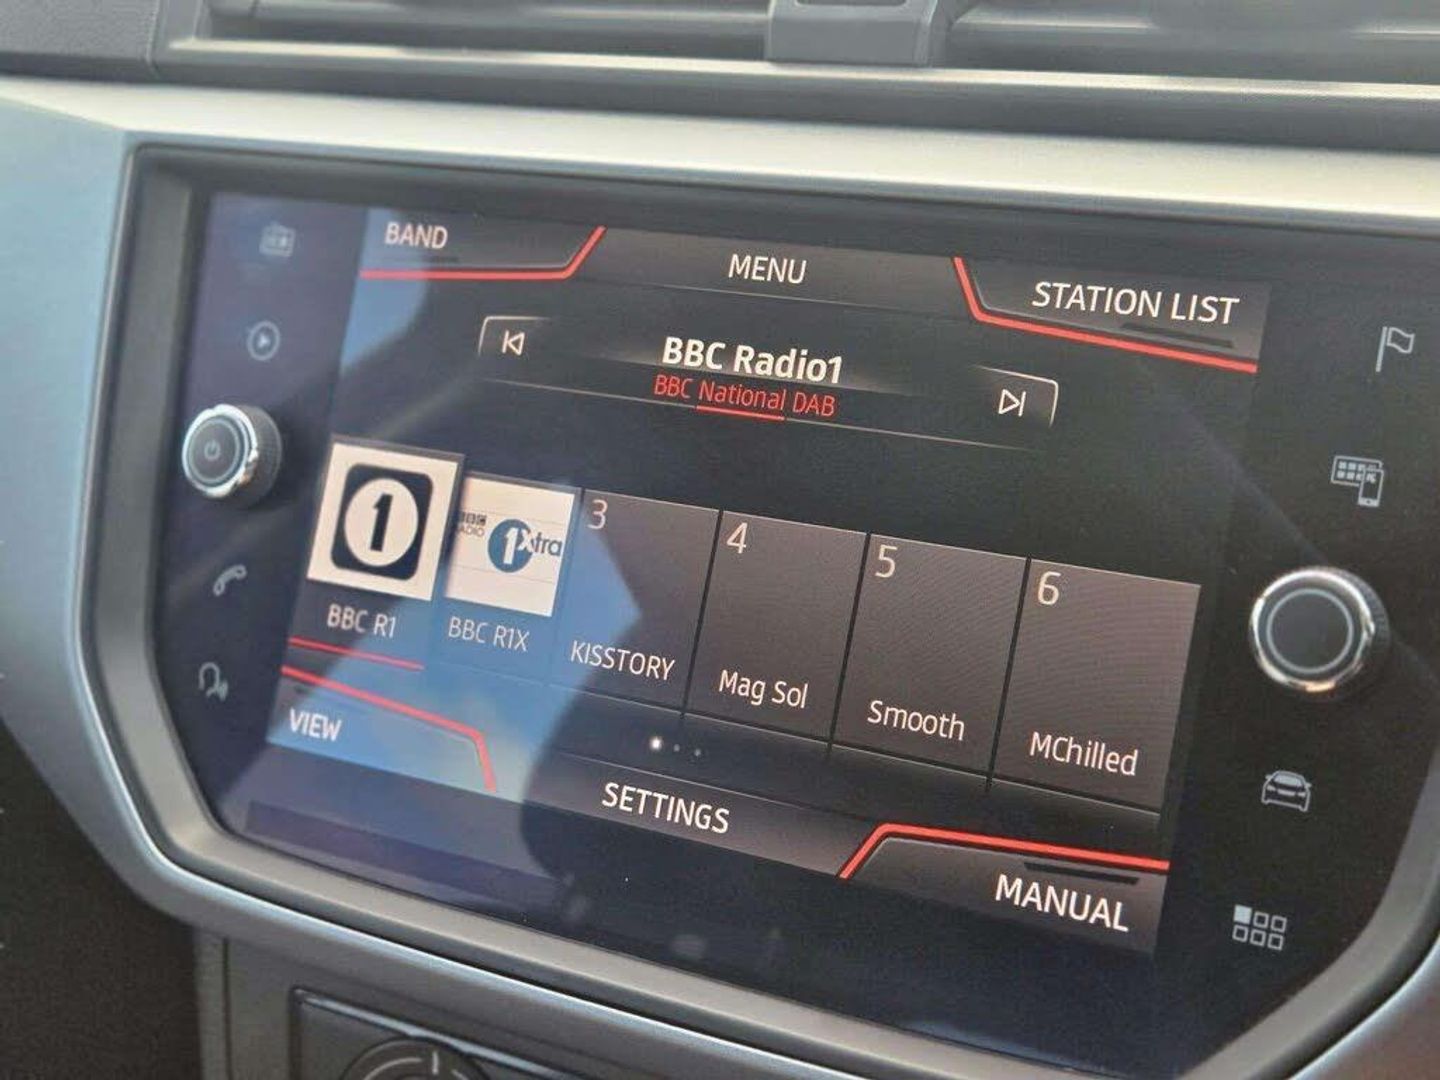 BAND
MENU
STATION LIST
BBC Radio1
BBC National DAB
1
BBC RADIO 1Xtra
3
4
5
6
BBC R1
BBC R1X
KISSTORY
Mag Sol
Smooth
MChilled
VIEW
SETTINGS
MANUAL